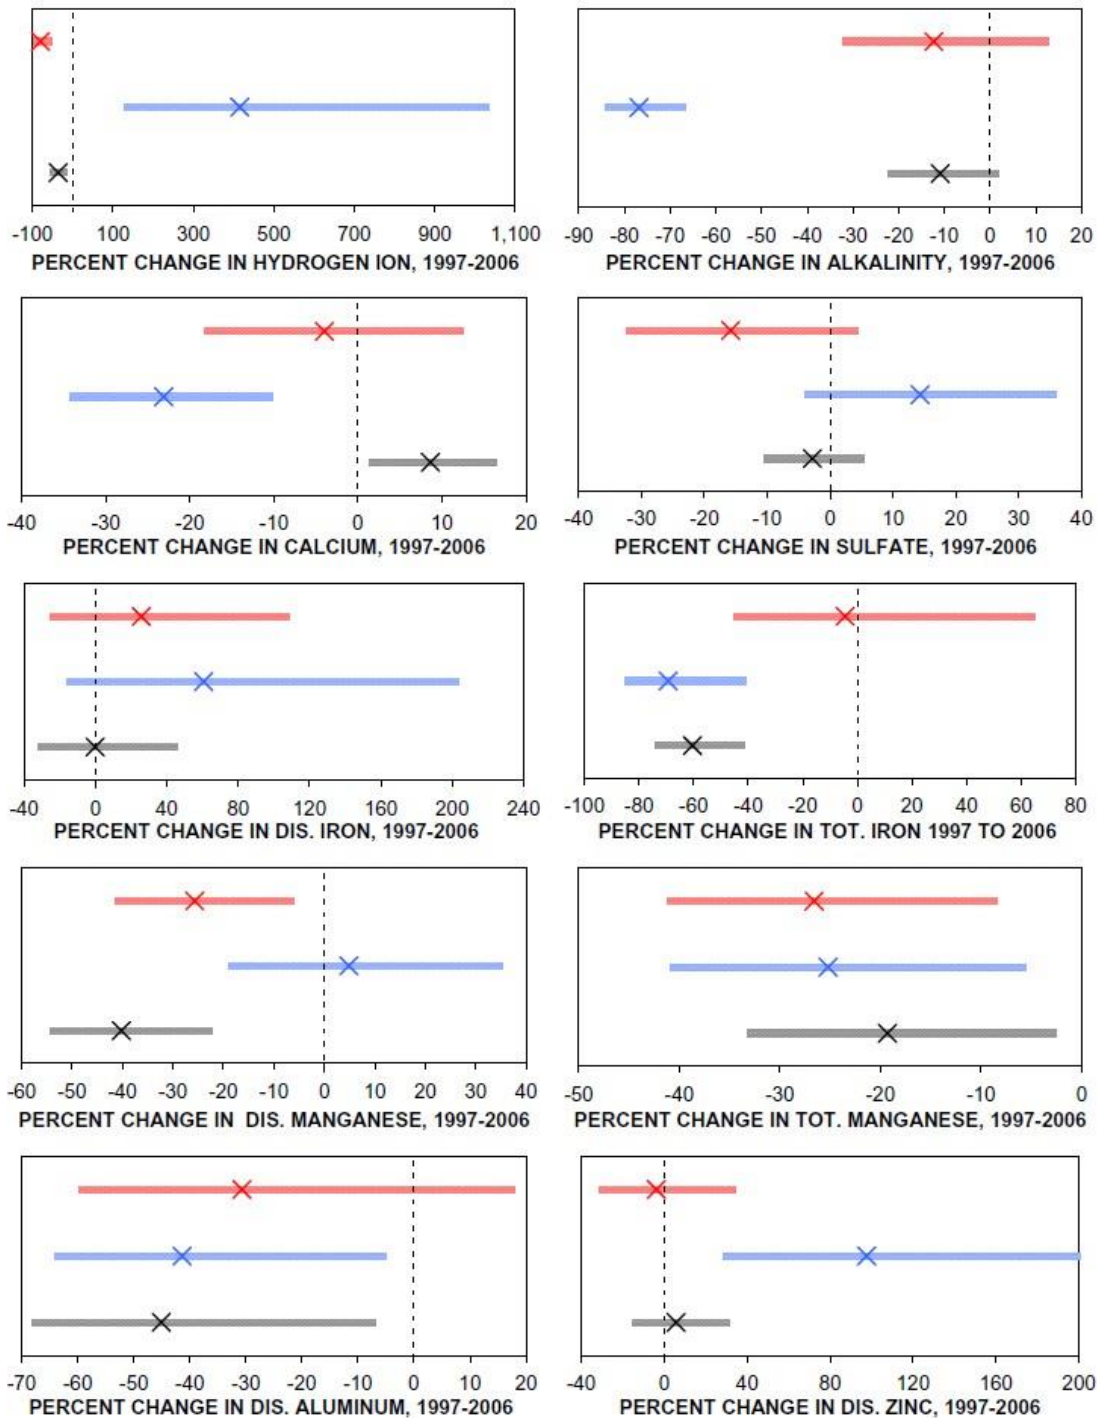 -100 100 300 500 700 900 1,100
PERCENT CHANGE IN HYDROGEN ION, 1997-2006
-90 -80 -70 -60 -50 -40 -30 -20 -10 0 10 20
PERCENT CHANGE IN ALKALINITY, 1997-2006
-40 -30 -20 -10 0 10 20
PERCENT CHANGE IN CALCIUM, 1997-2006
-40 -30 -20 -10 0 10 20 30 40
PERCENT CHANGE IN SULFATE, 1997-2006
-40 0 40 80 120 160 200 240
PERCENT CHANGE IN DIS. IRON, 1997-2006
-100 -80 -60 -40 -20 0 20 40 60 80
PERCENT CHANGE IN TOT. IRON 1997 TO 2006
-60 -50 -40 -30 -20 -10 0 10 20 30 40
PERCENT CHANGE IN DIS. MANGANESE, 1997-2006
-50 -40 -30 -20 -10 0
PERCENT CHANGE IN TOT. MANGANESE, 1997-2006
-70 -60 -50 -40 -30 -20 -10 0 10 20
PERCENT CHANGE IN DIS. ALUMINUM, 1997-2006
-40 0 40 80 120 160 200
PERCENT CHANGE IN DIS. ZINC, 1997-2006